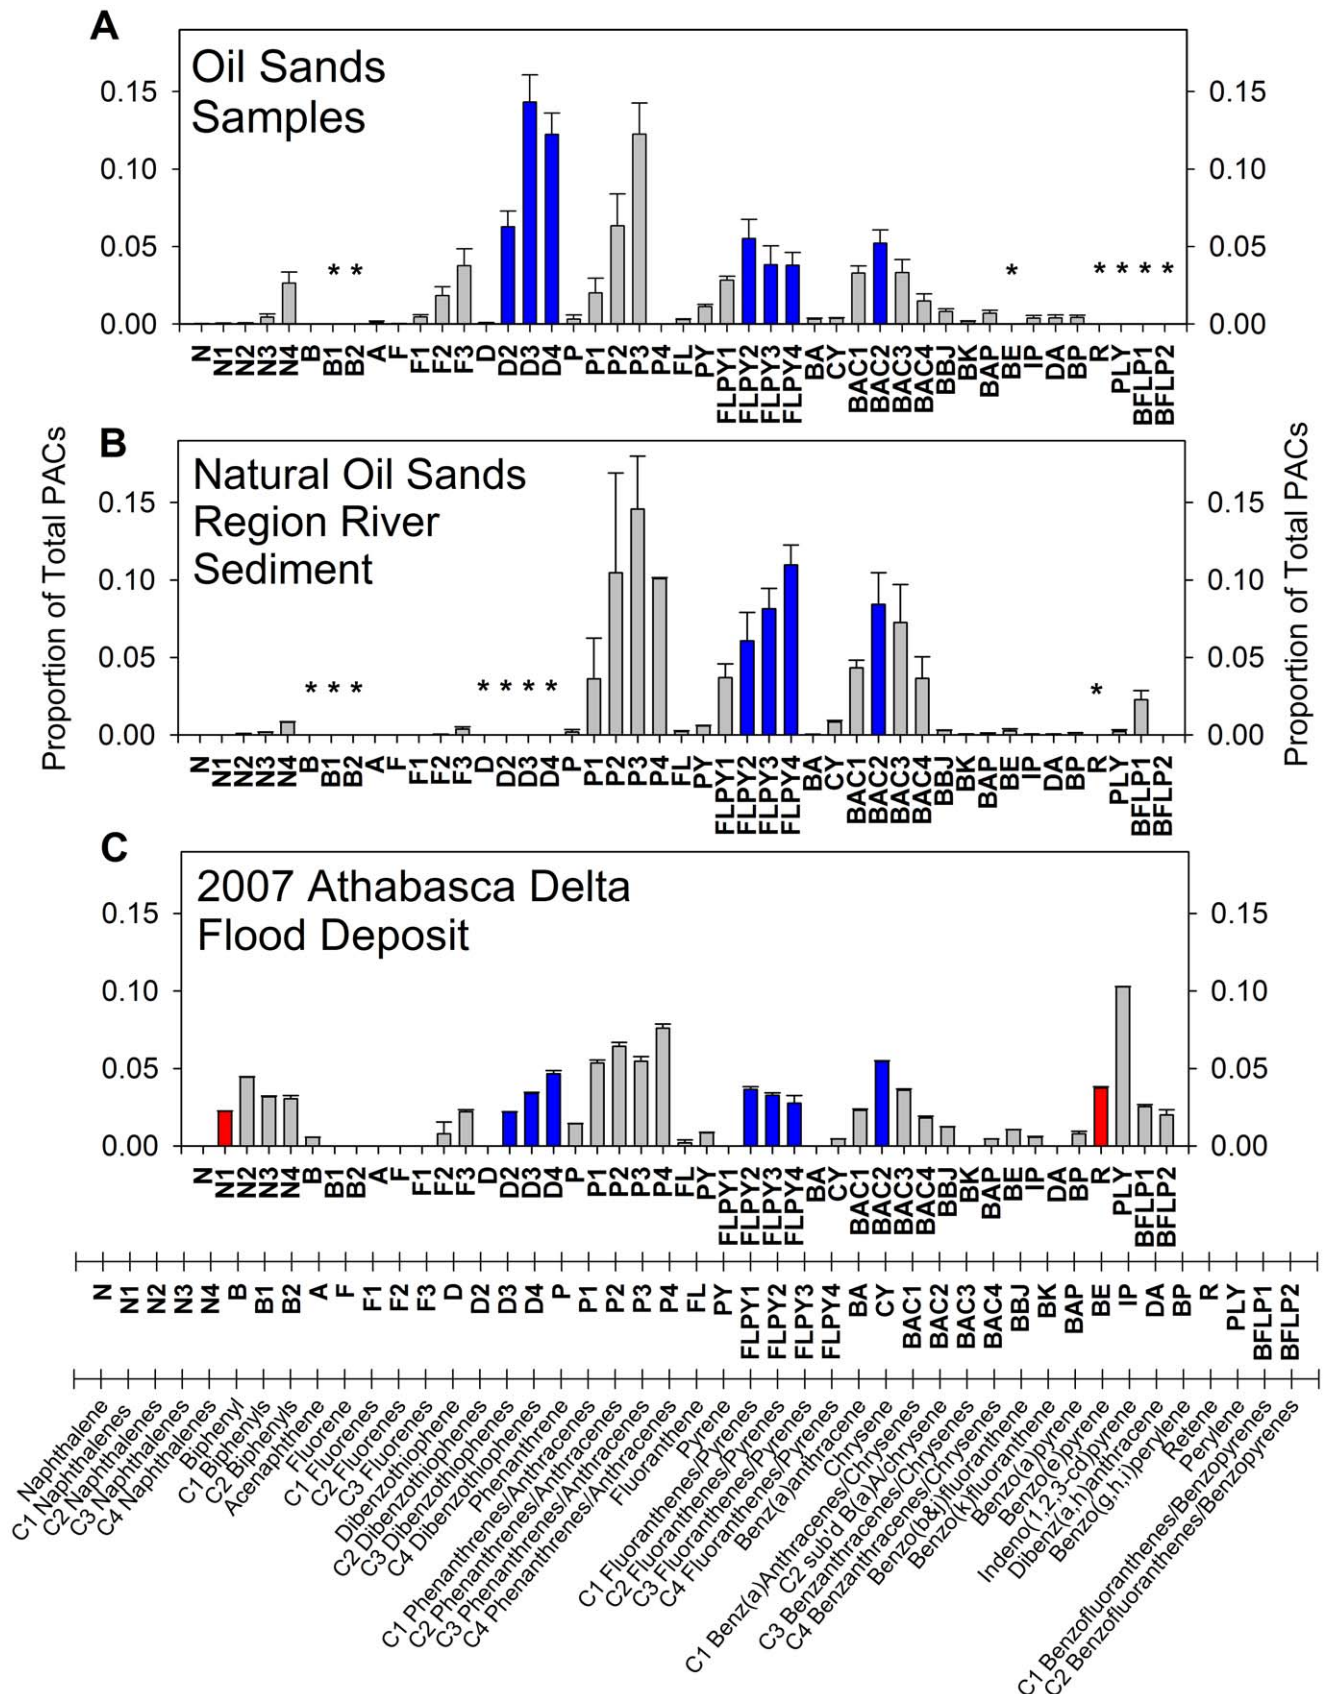 A
Oil Sands
Samples
0.15 0.15
0.10 0.10
0.05 0.05
0.00 0.00
* * * * * * *
N N1 N2 N3 N4 B B1 B2 A F F1 F2 F3 D D2 D3 D4 P P1 P2 P3 P4 FL PY FLPY1 FLPY2 FLPY3 FLPY4 BA CY BAC1 BAC2 BAC3 BAC4 BBJ BK BAP BE IP DA BP R PLY BFLP1 BFLP2
Proportion of Total PACs
Proportion of Total PACs
B
Natural Oil Sands
Region River
Sediment
0.15 0.15
0.10 0.10
0.05 0.05
0.00 0.00
* * * * * * * *
N N1 N2 N3 N4 B B1 B2 A F F1 F2 F3 D D2 D3 D4 P P1 P2 P3 P4 FL PY FLPY1 FLPY2 FLPY3 FLPY4 BA CY BAC1 BAC2 BAC3 BAC4 BBJ BK BAP BE IP DA BP R PLY BFLP1 BFLP2
C
2007 Athabasca Delta
Flood Deposit
0.15 0.15
0.10 0.10
0.05 0.05
0.00 0.00
N N1 N2 N3 N4 B B1 B2 A F F1 F2 F3 D D2 D3 D4 P P1 P2 P3 P4 FL PY FLPY1 FLPY2 FLPY3 FLPY4 BA CY BAC1 BAC2 BAC3 BAC4 BBJ BK BAP BE IP DA BP R PLY BFLP1 BFLP2
N N1 N2 N3 N4 B B1 B2 A F F1 F2 F3 D D2 D3 D4 P P1 P2 P3 P4 FL PY FLPY1 FLPY2 FLPY3 FLPY4 BA CY BAC1 BAC2 BAC3 BAC4 BBJ BK BAP BE IP DA BP R PLY BFLP1 BFLP2
Naphthalene
C1 Naphthalenes
C2 Naphthalenes
C3 Naphthalenes
C4 Naphthalenes
Biphenyl
C1 Biphenyls
C2 Biphenyls
Acenaphthene
Fluorene
C1 Fluorenes
C2 Fluorenes
C3 Fluorenes
Dibenzothiophene
C2 Dibenzothiophenes
C3 Dibenzothiophenes
C4 Dibenzothiophenes
Phenanthrene
C1 Phenanthrenes/Anthracenes
C2 Phenanthrenes/Anthracenes
C3 Phenanthrenes/Anthracenes
C4 Phenanthrenes/Anthracenes
Fluoranthene
Pyrene
C1 Fluoranthenes/Pyrenes
C2 Fluoranthenes/Pyrenes
C3 Fluoranthenes/Pyrenes
C4 Fluoranthenes/Pyrenes
Benz(a)anthracene
Chrysene
C1 Benz(a)Anthracenes/Chrysenes
C2 sub'd B(a)A/chrysene
C3 Benzanthracenes/Chrysenes
C4 Benzanthracenes/Chrysenes
Benzo(b&j)fluoranthene
Benzo(k)fluoranthene
Benzo(a)pyrene
Benzo(e)pyrene
Indeno(1,2,3-cd)pyrene
Dibenz(a,h)anthracene
Benzo(g,h,i)perylene
Retene
Perylene
C1 Benzofluoranthenes/Benzopyrenes
C2 Benzofluoranthenes/Benzopyrenes